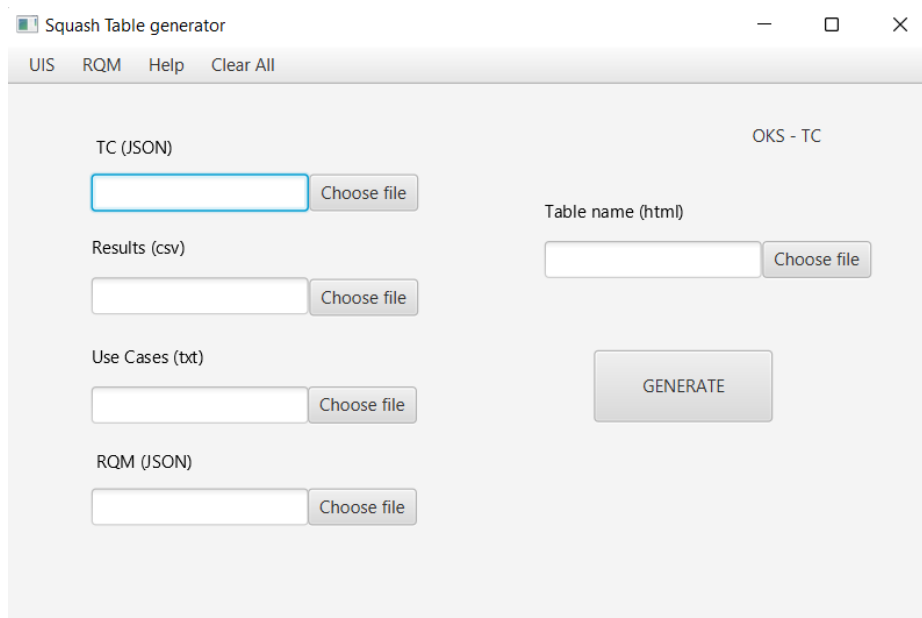 Squash Table generator
UIS RQM Help Clear All
OKS - TC
TC (JSON)
Choose file
Table name (html)
Choose file
Results (csv)
Choose file
Use Cases (txt)
Choose file
GENERATE
RQM (JSON)
Choose file